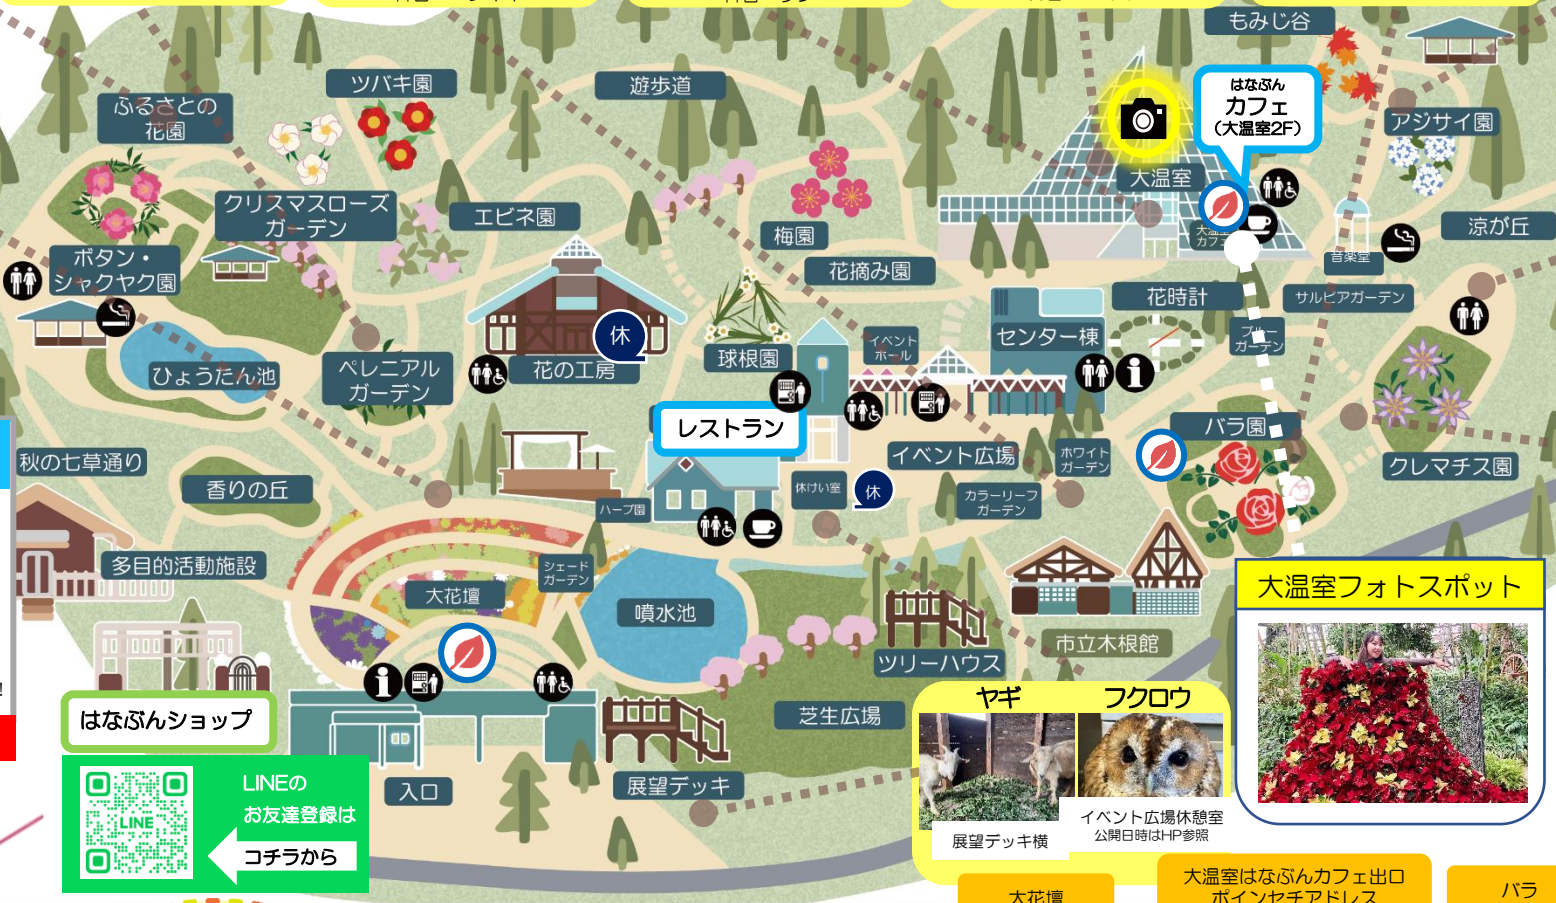 もみじ谷
ツバキ園
遊歩道
ふるさとの
花園
はなぶん
カフェ
(大温室2F)
アジサイ園
大温室
クリスマスローズ
ガーデン
エビネ園
梅園
大温室
カフェ
涼が丘
ボタン・
シャクヤク園
花摘み園
音楽堂
花時計
サルビアガーデン
休
センター棟
イベント
ホール
ブルー
ガーデン
球根園
ひょうたん池
ペレニアル
ガーデン
花の工房
レストラン
バラ園
秋の七草通り
イベント広場
ホワイト
ガーデン
クレマチス園
香りの丘
休けい室
休
カラーリーフ
ガーデン
ハーブ園
多目的活動施設
シェード
ガーデン
大花壇
噴水池
大温室フォトスポット
市立木根館
ツリーハウス
ヤギ
フクロウ
はなぶんショップ
芝生広場
展望デッキ
入口
LINEの
お友達登録は
コチラから
LINE
展望デッキ横
イベント広場休憩室
公開日時はHP参照
大花壇
大温室はなぶんカフェ出口
ポインセチアドレス
バラ